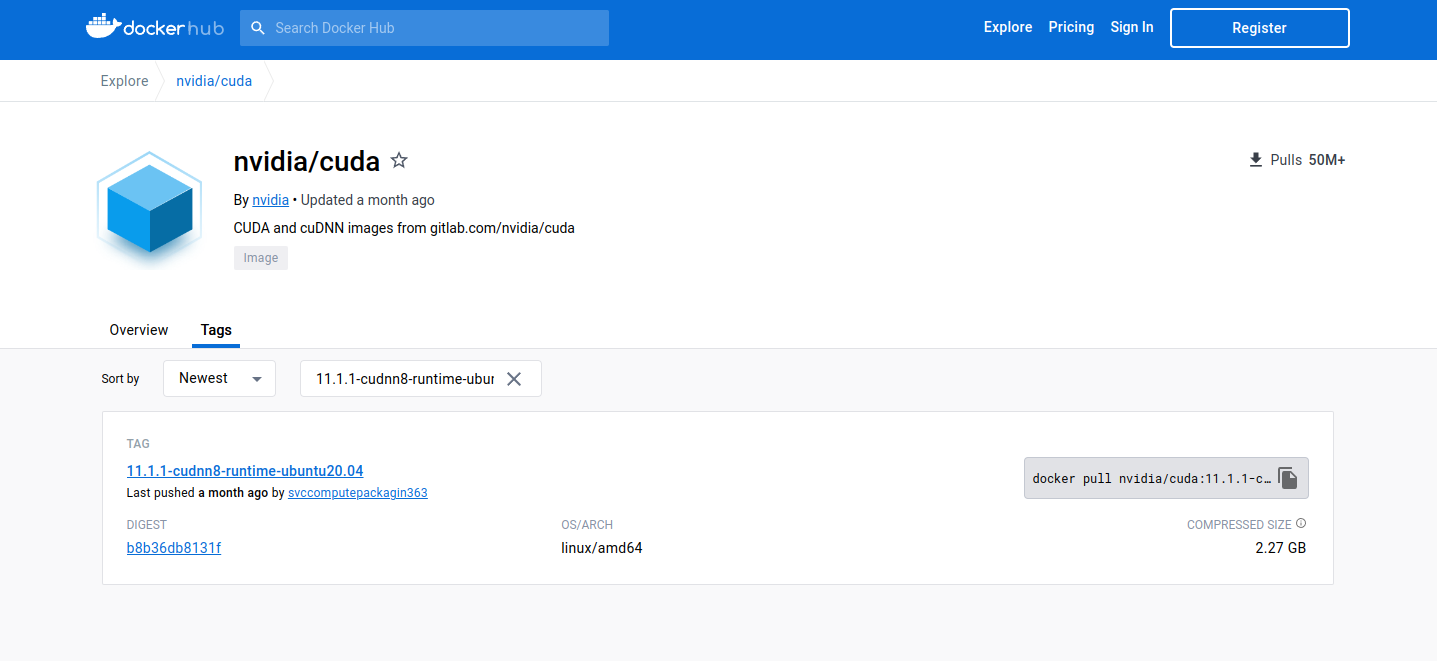 dockerhub Search Docker Hub Explore Pricing Sign In Register
Explore nvidia/cuda
nvidia/cuda Pulls 50M+
By nvidia • Updated a month ago
CUDA and cuDNN images from gitlab.com/nvidia/cuda
Image
Overview Tags
Sort by Newest 11.1.1-cudnn8-runtime-ubur
TAG
11.1.1-cudnn8-runtime-ubuntu20.04
docker pull nvidia/cuda:11.1.1-c…
Last pushed a month ago by svccomputepackagin363
DIGEST OS/ARCH COMPRESSED SIZE
b8b36db8131f linux/amd64 2.27 GB